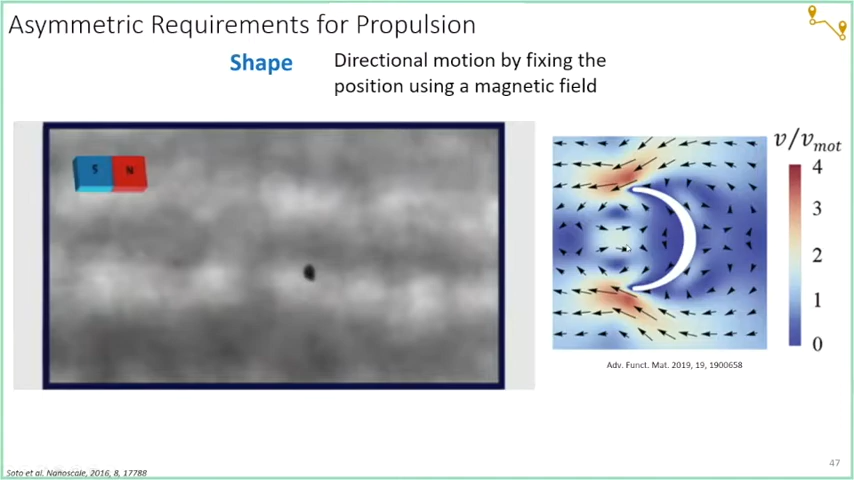 Asymmetric Requirements for Propulsion
Shape
Directional motion by fixing the
position using a magnetic field
S N
v/v_mot
4
3
2
1
0
Adv. Funct. Mat. 2019, 19, 1900658
47
Soto et al. Nanoscale, 2016, 8, 17788